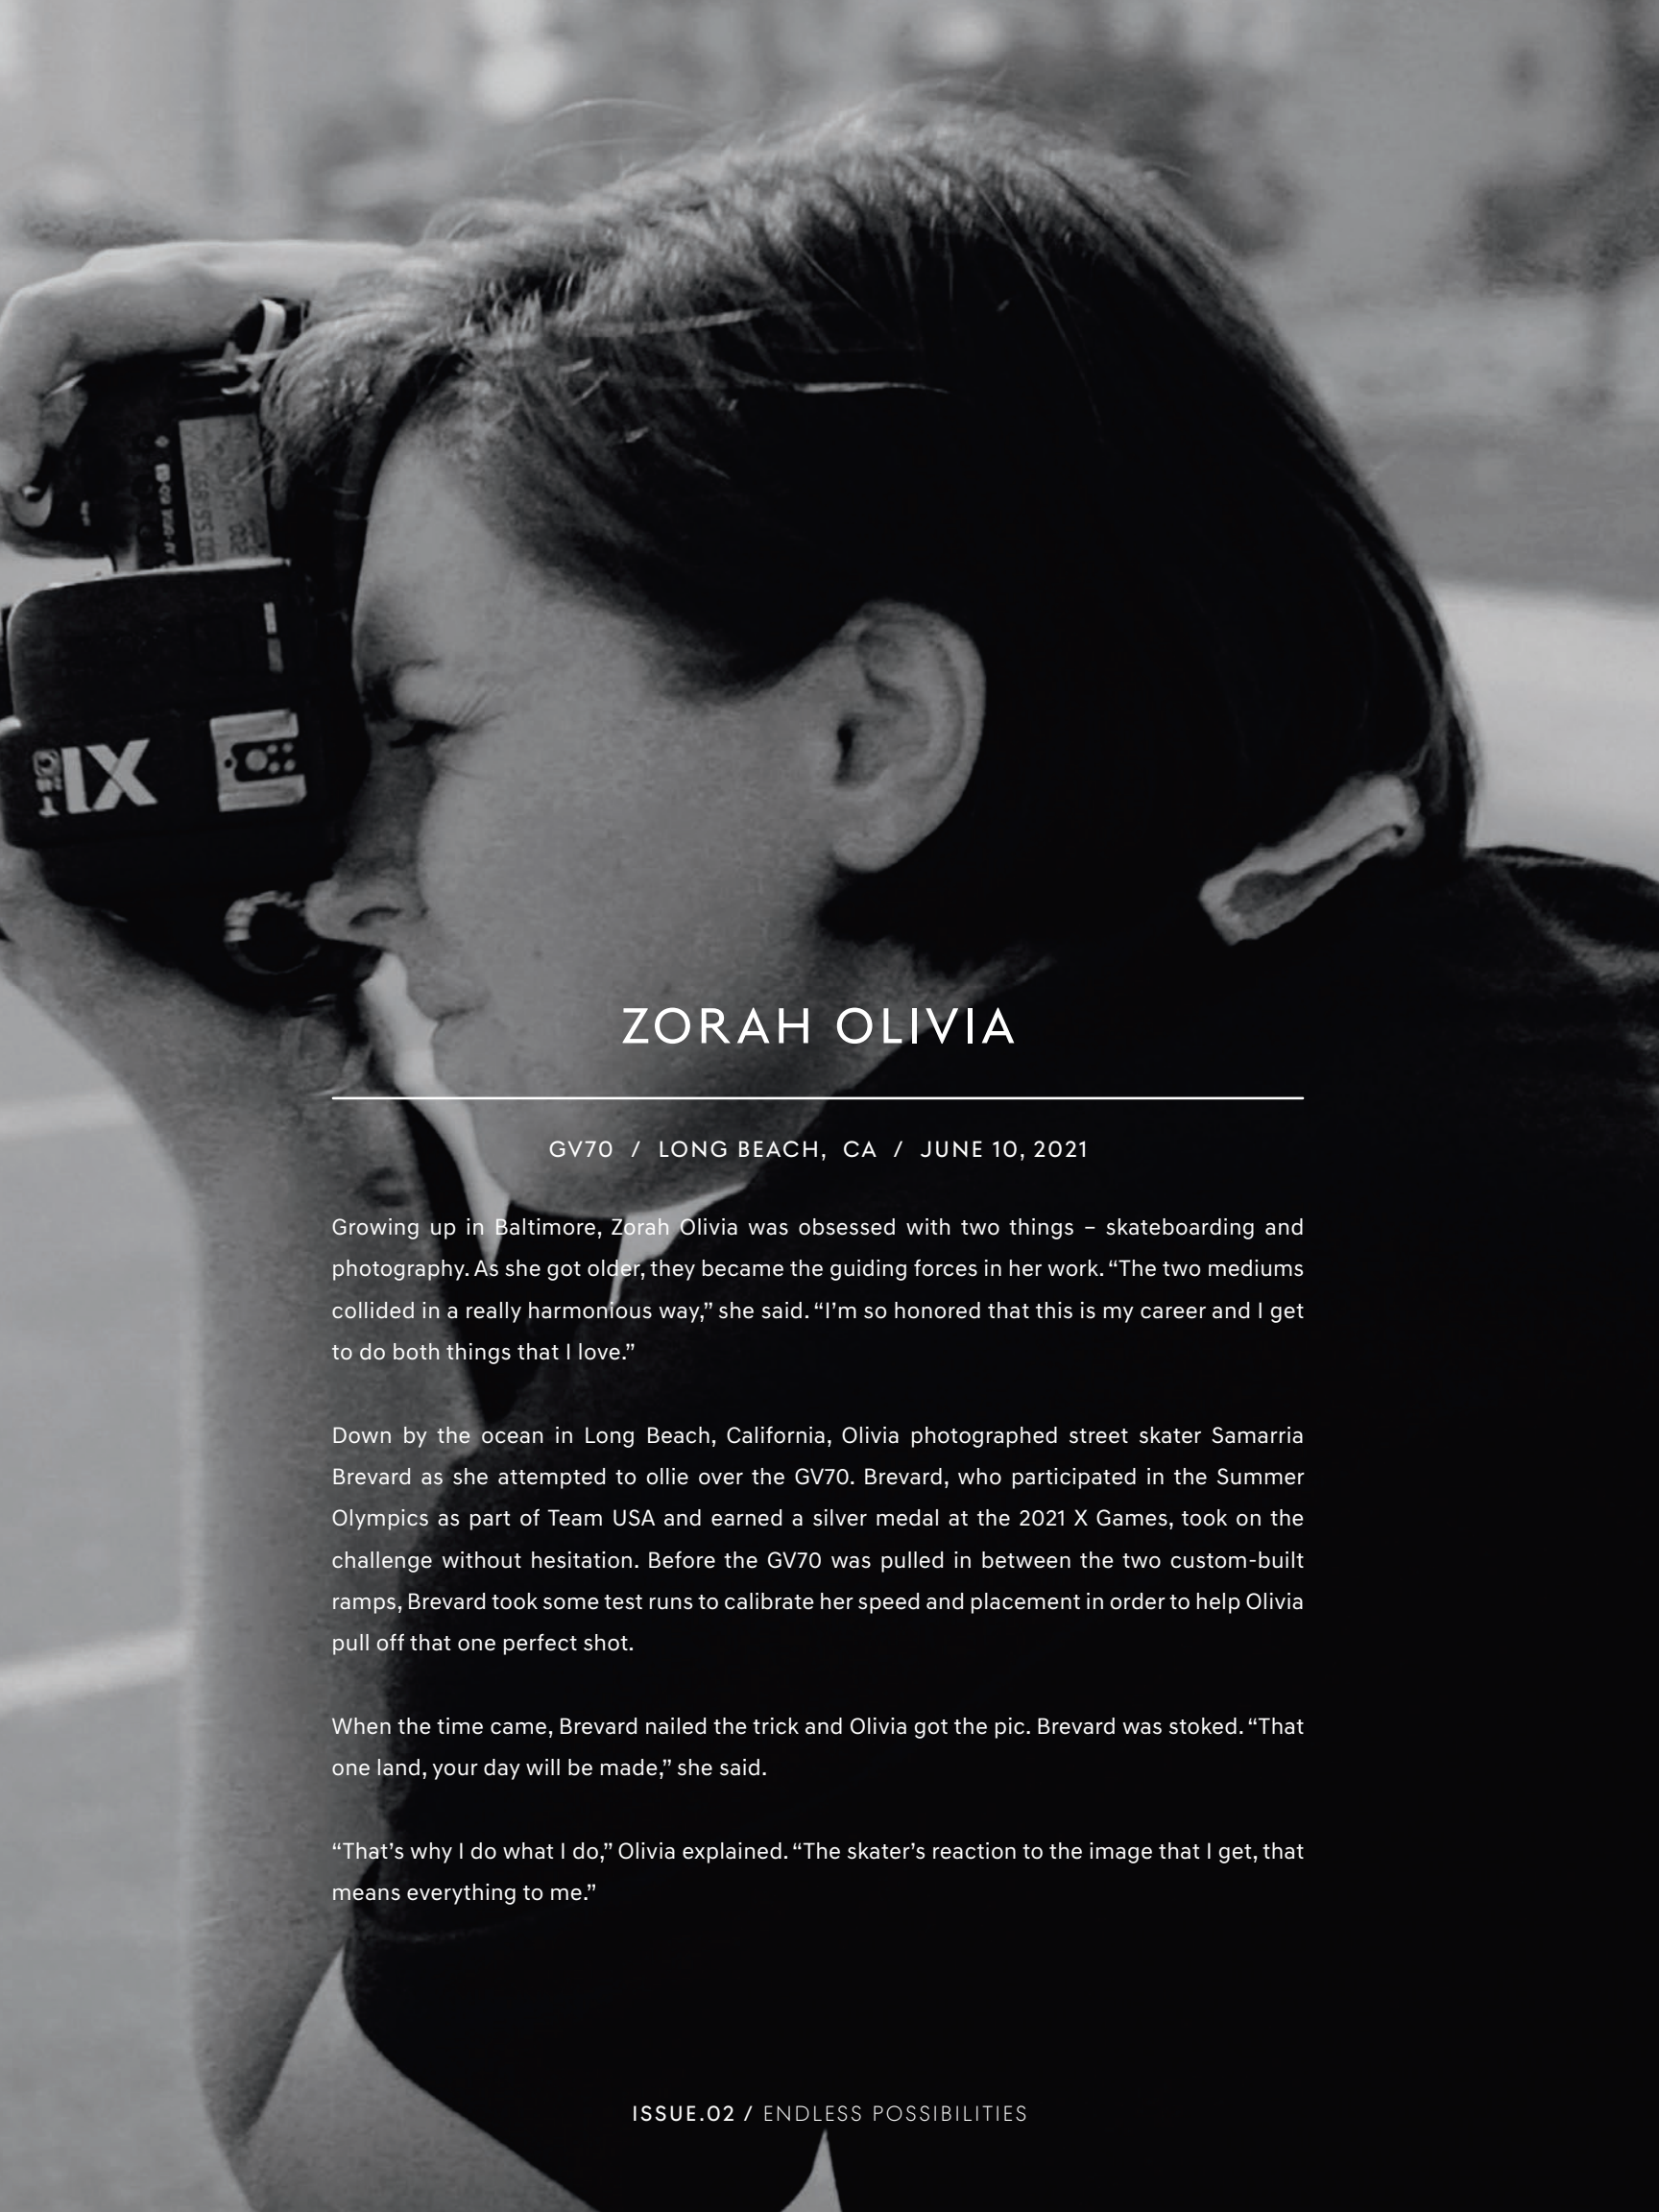 XI
ZORAH OLIVIA
GV70 / LONG BEACH, CA / JUNE 10, 2021
Growing up in Baltimore, Zorah Olivia was obsessed with two things – skateboarding and
photography. As she got older, they became the guiding forces in her work. “The two mediums
collided in a really harmonious way,” she said. “I’m so honored that this is my career and I get
to do both things that I love.”
Down by the ocean in Long Beach, California, Olivia photographed street skater Samarria
Brevard as she attempted to ollie over the GV70. Brevard, who participated in the Summer
Olympics as part of Team USA and earned a silver medal at the 2021 X Games, took on the
challenge without hesitation. Before the GV70 was pulled in between the two custom-built
ramps, Brevard took some test runs to calibrate her speed and placement in order to help Olivia
pull off that one perfect shot.
When the time came, Brevard nailed the trick and Olivia got the pic. Brevard was stoked. “That
one land, your day will be made,” she said.
“That’s why I do what I do,” Olivia explained. “The skater’s reaction to the image that I get, that
means everything to me.”
ISSUE.02 / ENDLESS POSSIBILITIES